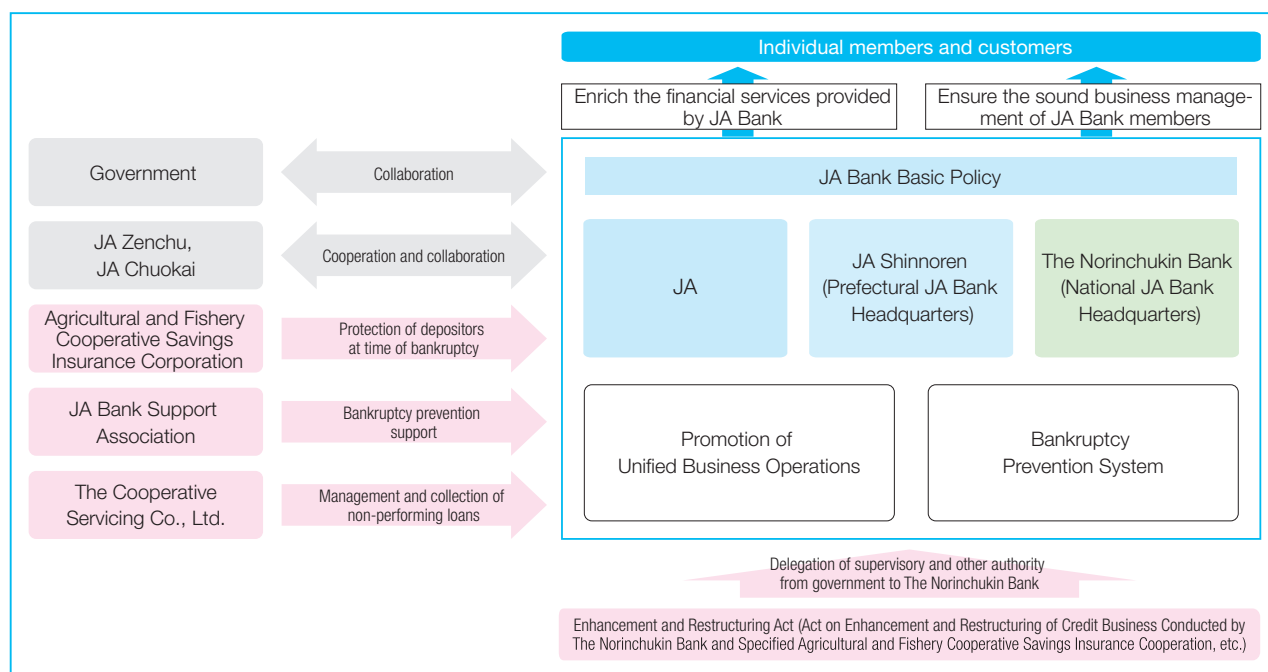 Individual members and customers
Enrich the financial services provided
by JA Bank
Ensure the sound business manage-
ment of JA Bank members
Government
Collaboration
JA Bank Basic Policy
JA Zenchu,
JA Chuokai
Cooperation and collaboration
JA
JA Shinnoren
(Prefectural JA Bank
Headquarters)
The Norinchukin Bank
(National JA Bank
Headquarters)
Agricultural and Fishery
Cooperative Savings
Insurance Corporation
Protection of depositors
at time of bankruptcy
JA Bank Support
Association
Bankruptcy prevention
support
Promotion of
Unified Business Operations
Bankruptcy
Prevention System
The Cooperative
Servicing Co., Ltd.
Management and collection of
non-performing loans
Delegation of supervisory and other authority
from government to The Norinchukin Bank
Enhancement and Restructuring Act (Act on Enhancement and Restructuring of Credit Business Conducted by
The Norinchukin Bank and Specified Agricultural and Fishery Cooperative Savings Insurance Cooperation, etc.)